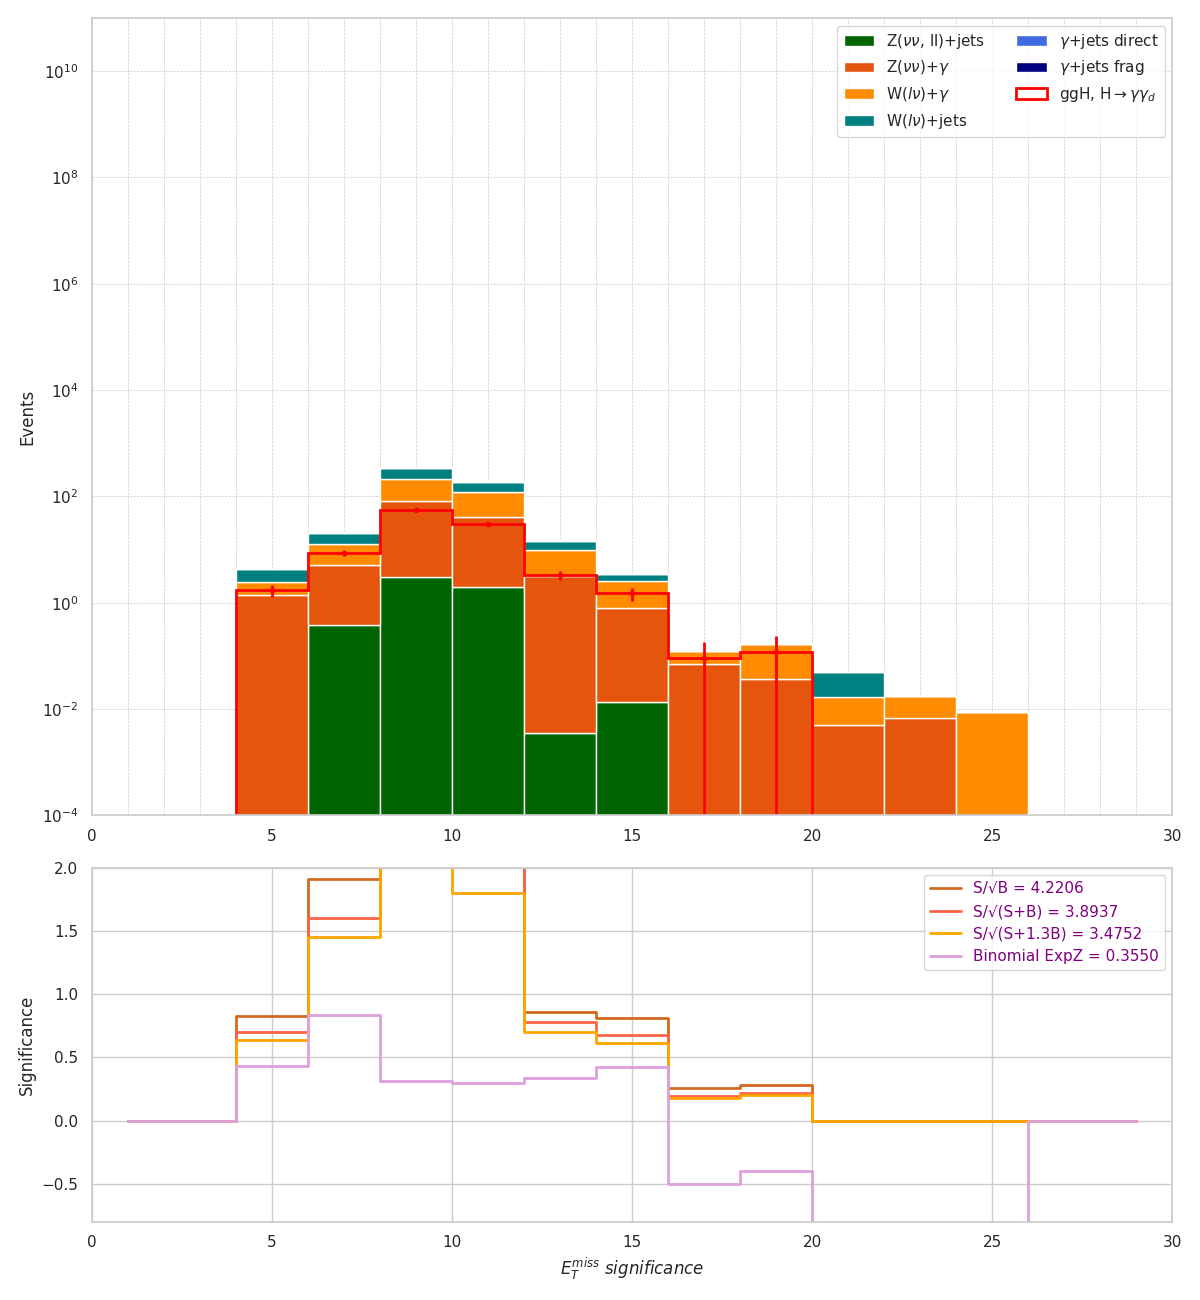 Z(νν, ll)+jets
Z(νν)+γ
W(lν)+γ
W(lν)+jets
γ+jets direct
γ+jets frag
ggH, H→γγ_d
10^10
10^8
10^6
10^4
10^2
10^0
10^−2
10^−4
Events
0 5 10 15 20 25 30
S/√B = 4.2206
S/√(S+B) = 3.8937
S/√(S+1.3B) = 3.4752
Binomial ExpZ = 0.3550
2.0
1.5
1.0
0.5
0.0
−0.5
Significance
0 5 10 15 20 25 30
E_T^miss significance